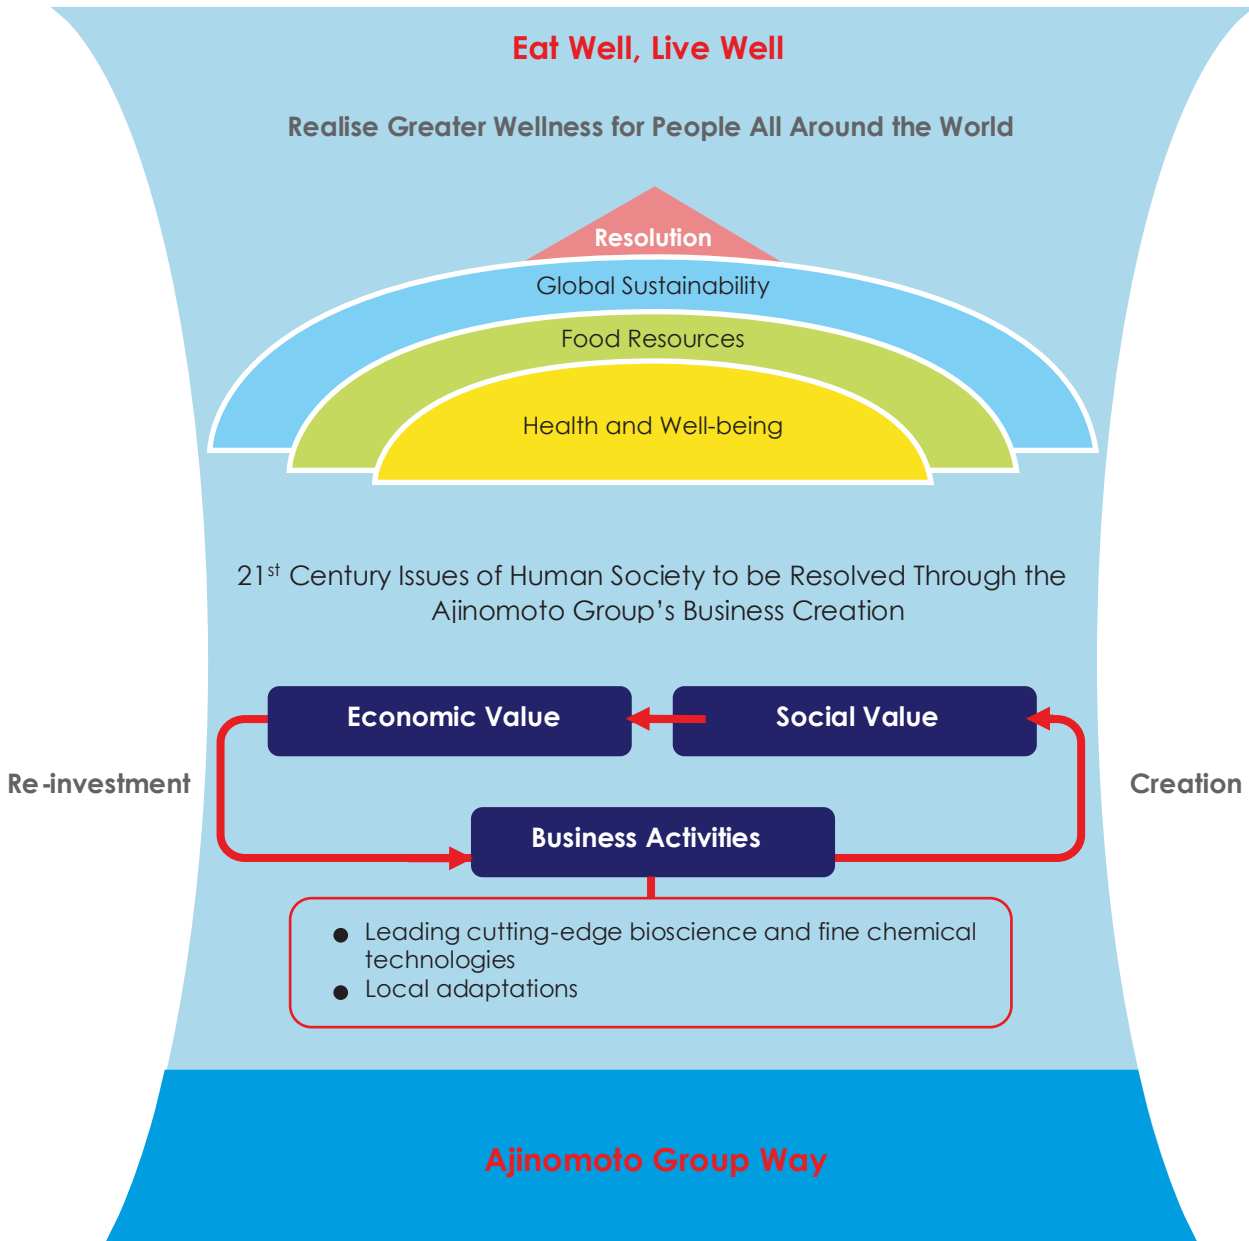 Eat Well, Live Well
Realise Greater Wellness for People All Around the World
Resolution
Global Sustainability
Food Resources
Health and Well-being
21st Century Issues of Human Society to be Resolved Through the
Ajinomoto Group's Business Creation
Economic Value
Social Value
Re-investment
Creation
Business Activities
● Leading cutting-edge bioscience and fine chemical
technologies
● Local adaptations
Ajinomoto Group Way